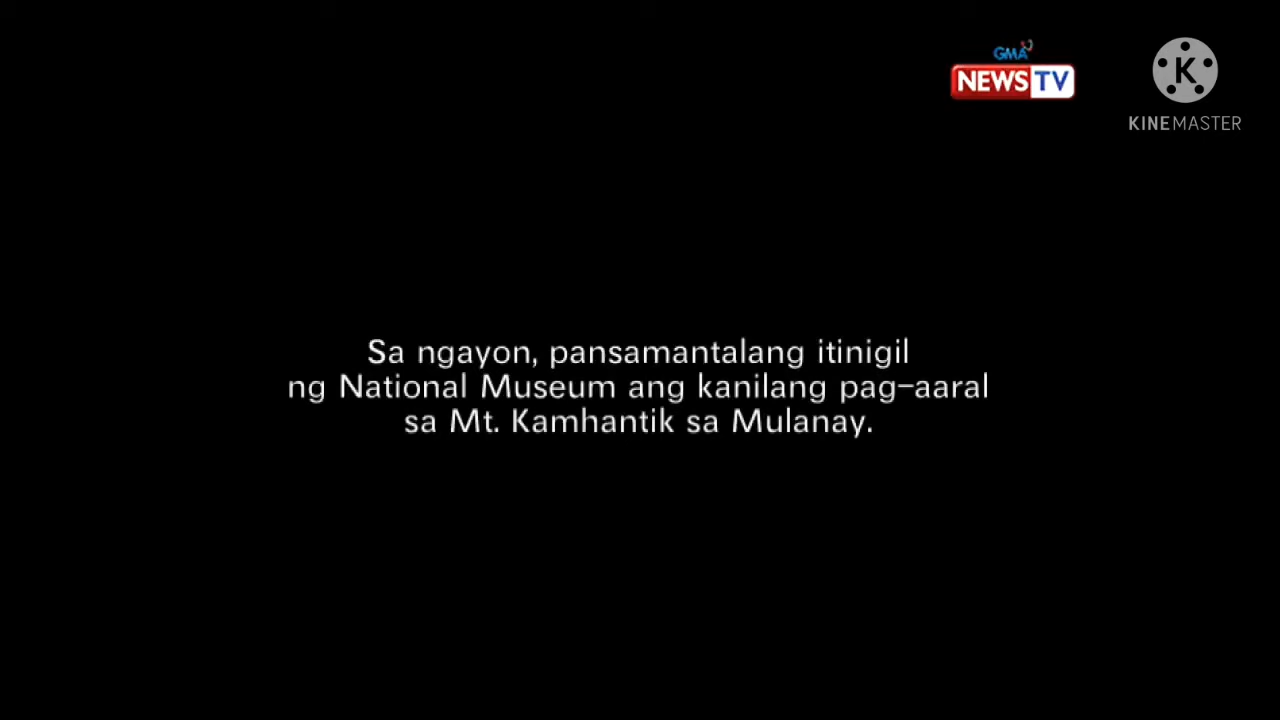 GMA
NEWS TV
K
KINEMASTER
Sa ngayon, pansamantalang itinigil
ng National Museum ang kanilang pag-aaral
sa Mt. Kamhantik sa Mulanay.